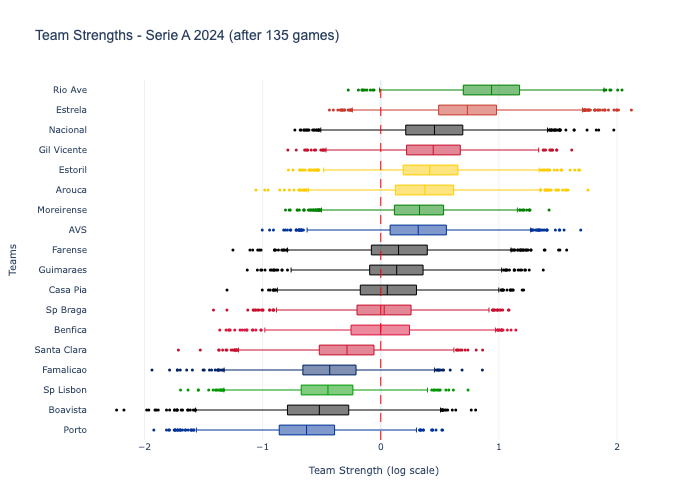 Team Strengths - Serie A 2024 (after 135 games)
Rio Ave
Estrela
Nacional
Gil Vicente
Estoril
Arouca
Moreirense
AVS
Farense
Guimaraes
Casa Pia
Sp Braga
Benfica
Santa Clara
Famalicao
Sp Lisbon
Boavista
Porto
Teams
−2
−1
0
1
2
Team Strength (log scale)